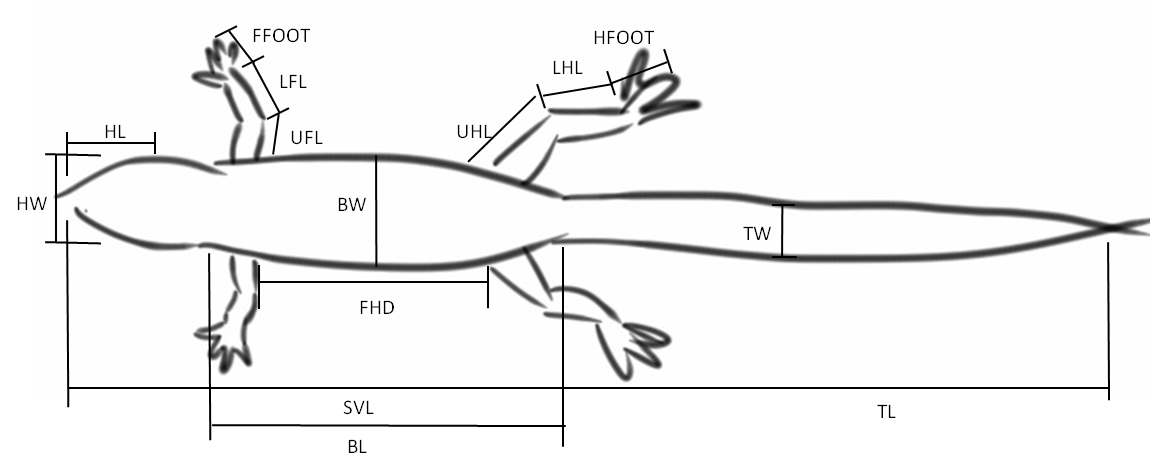 FFOOT
HFOOT
LHL
LFL
HL
UHL
UFL
HW
BW
TW
FHD
SVL
TL
BL